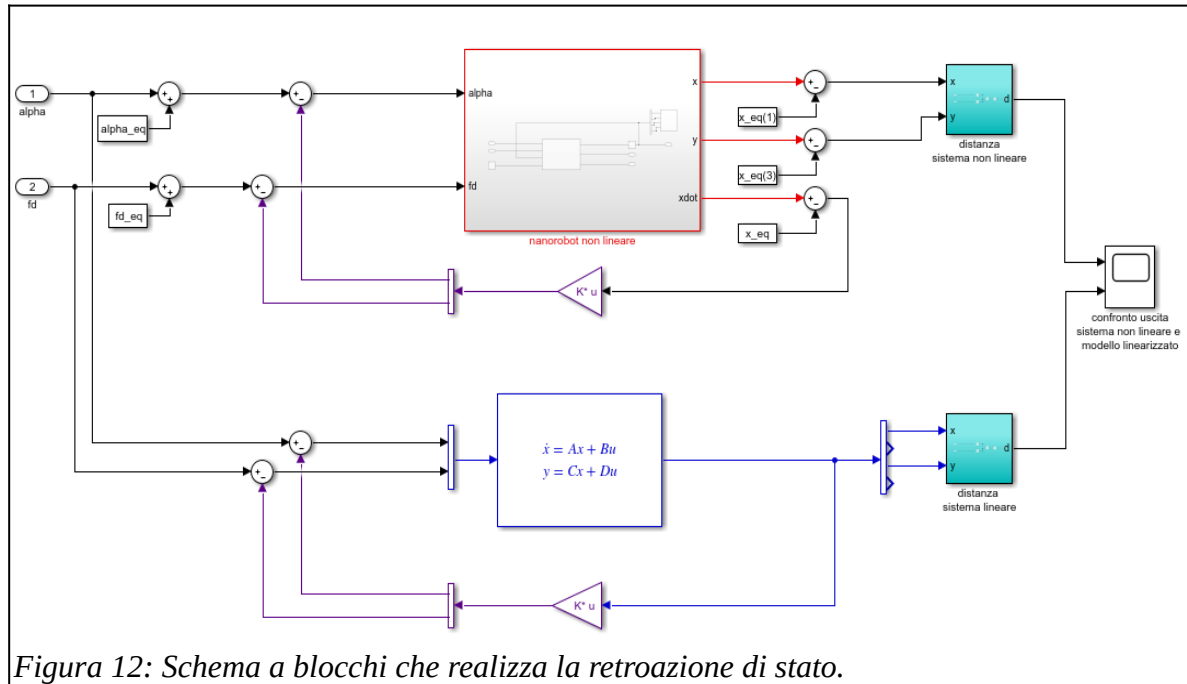 1
alpha
alpha_eq
2
fd
fd_eq
alpha
fd
x
y
xdot
nanorobot non lineare
x_eq(1)
x_eq(3)
x_eq
K* u
x
y
d
distanza
sistema non lineare
confronto uscita
sistema non lineare e
modello linearizzato
ẋ = Ax + Bu
y = Cx + Du
K* u
x
y
d
distanza
sistema lineare
Figura 12: Schema a blocchi che realizza la retroazione di stato.